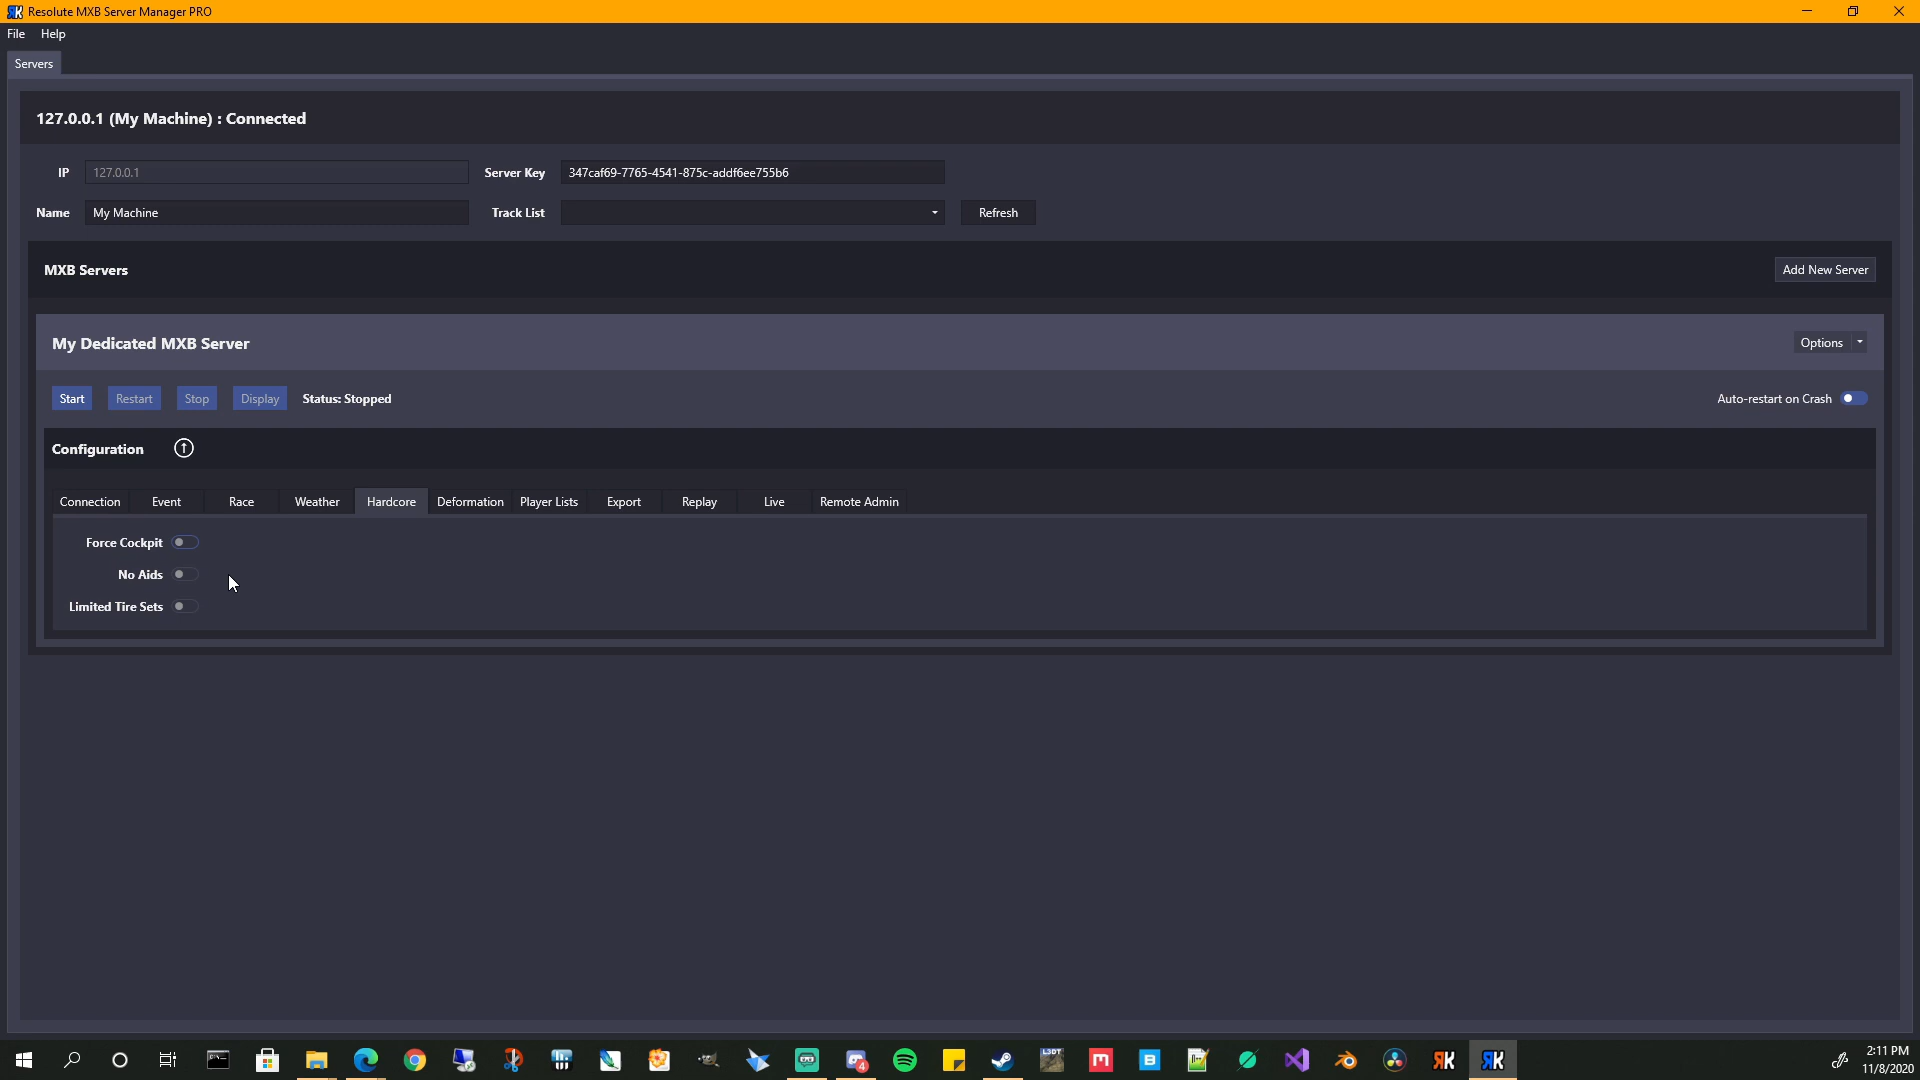 Resolute MXB Server Manager PRO
File Help
Servers
127.0.0.1 (My Machine) : Connected
IP 127.0.0.1 Server Key 347caf69-7765-4541-875c-addf6ee755b6
Name My Machine Track List Refresh
MXB Servers Add New Server
My Dedicated MXB Server Options
Start Restart Stop Display Status: Stopped Auto-restart on Crash
Configuration
Connection Event Race Weather Hardcore Deformation Player Lists Export Replay Live Remote Admin
Force Cockpit
No Aids
Limited Tire Sets
L3DT
4
2:11 PM
11/8/2020